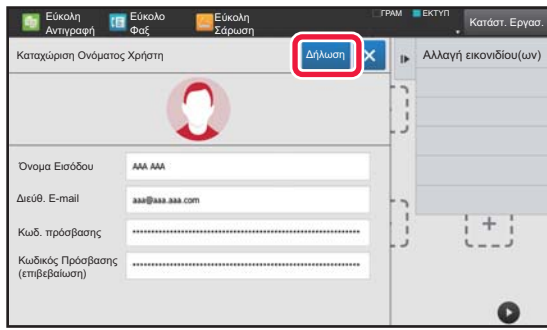 Εύκολη Αντιγραφή
Εύκολο Φαξ
Εύκολη Σάρωση
ΓΡΑΜ
ΕΚΤΥΠ
Κατάστ. Εργασ.
Καταχώριση Ονόματος Χρήστη
Δήλωση
Αλλαγή εικονιδίου(ων)
Όνομα Εισόδου
AAA AAA
Διεύθ. E-mail
aaa@aaa.aaa.com
Κωδ. πρόσβασης
Κωδικός Πρόσβασης
(επιβεβαίωση)